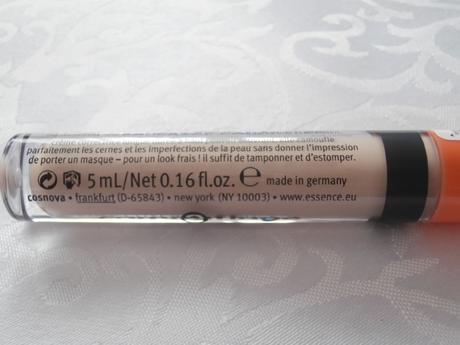 parfaitement les cernes et les imperfections de la peau sans donner l'impression
de porter un masque – pour un look frais ! il suffit de tamponner et d'estomper.
5 mL/Net 0.16 fl.oz. ℮ made in germany
cosnova • frankfurt (D-65843) • new york (NY 10003) • www.essence.eu